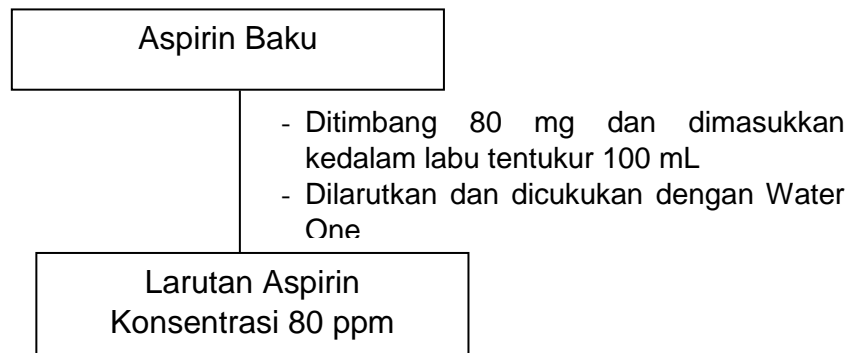 Aspirin Baku
- Ditimbang 80 mg dan dimasukkan
kedalam labu tentukur 100 mL
- Dilarutkan dan dicukukan dengan Water
One
Larutan Aspirin
Konsentrasi 80 ppm